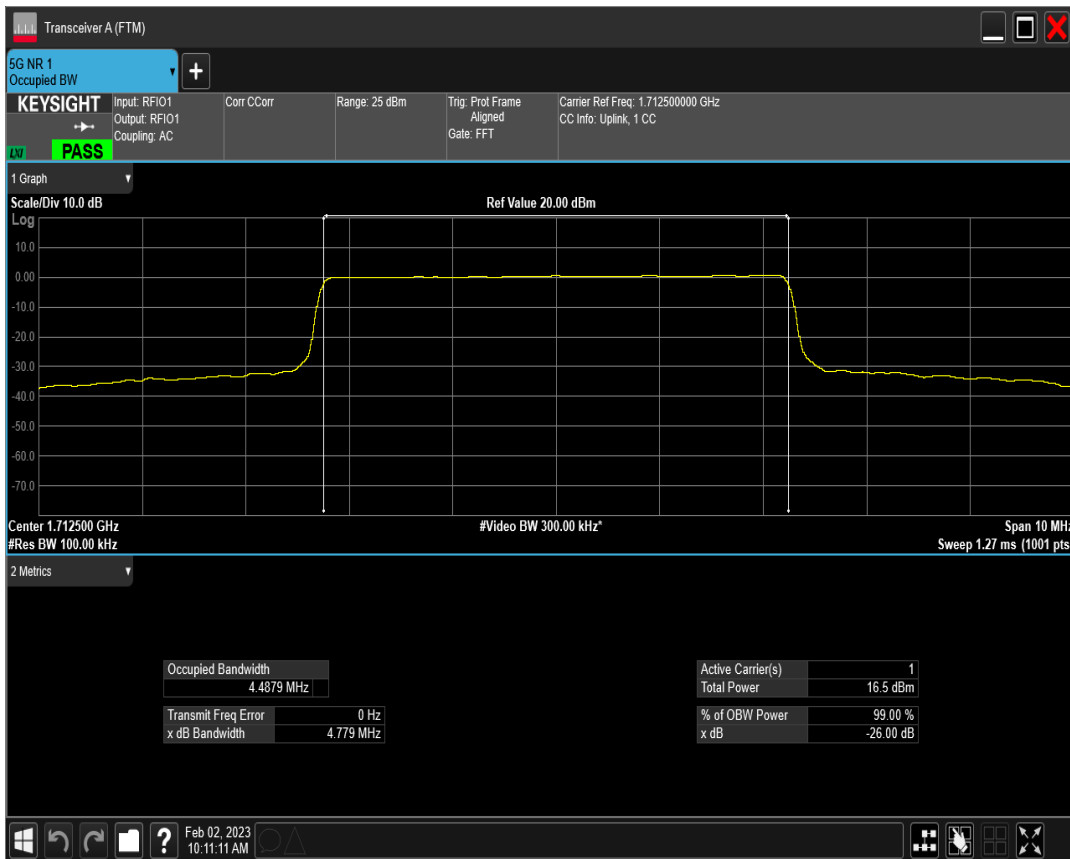 Transceiver A (FTM)
5G NR 1
Occupied BW
+
KEYSIGHT
LXI
PASS
Input: RFIO1
Output: RFIO1
Coupling: AC
Corr CCorr
Range: 25 dBm
Trig: Prot Frame
Aligned
Gate: FFT
Carrier Ref Freq: 1.712500000 GHz
CC Info: Uplink, 1 CC
1 Graph
Scale/Div 10.0 dB
Ref Value 20.00 dBm
Log
10.0
0.00
-10.0
-20.0
-30.0
-40.0
-50.0
-60.0
-70.0
Center 1.712500 GHz
#Video BW 300.00 kHz*
Span 10 MHz
#Res BW 100.00 kHz
Sweep 1.27 ms (1001 pts
2 Metrics
Occupied Bandwidth
4.4879 MHz
Transmit Freq Error 0 Hz
x dB Bandwidth 4.779 MHz
Active Carrier(s) 1
Total Power 16.5 dBm
% of OBW Power 99.00 %
x dB -26.00 dB
?
Feb 02, 2023
10:11:11 AM